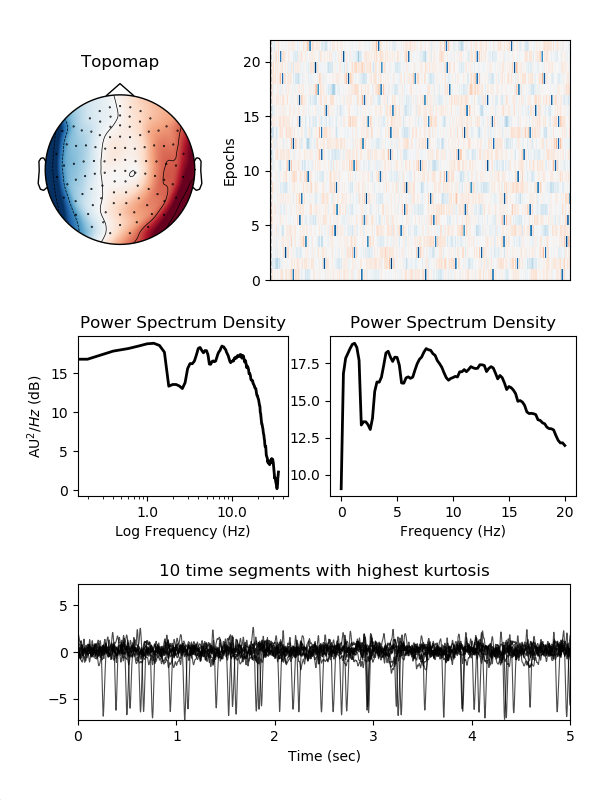 Topomap
Epochs
20
15
10
5
0
Power Spectrum Density
AU²/Hz (dB)
15
10
5
0
1.0 10.0
Log Frequency (Hz)
Power Spectrum Density
17.5
15.0
12.5
10.0
0 5 10 15 20
Frequency (Hz)
10 time segments with highest kurtosis
5
0
−5
0 1 2 3 4 5
Time (sec)